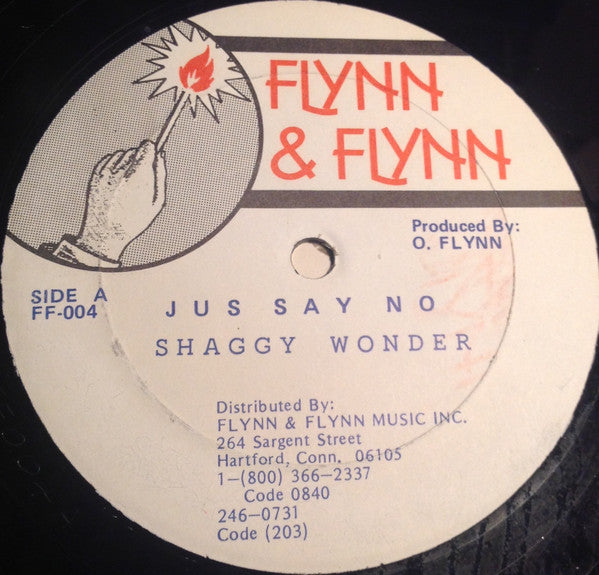 FLYNN
& FLYNN
Produced By:
O. FLYNN
SIDE A
FF-004
JUS SAY NO
SHAGGY WONDER
Distributed By:
FLYNN & FLYNN MUSIC INC.
264 Sargent Street
Hartford, Conn. 06105
1-(800) 366-2337
Code 0840
246-0731
Code (203)